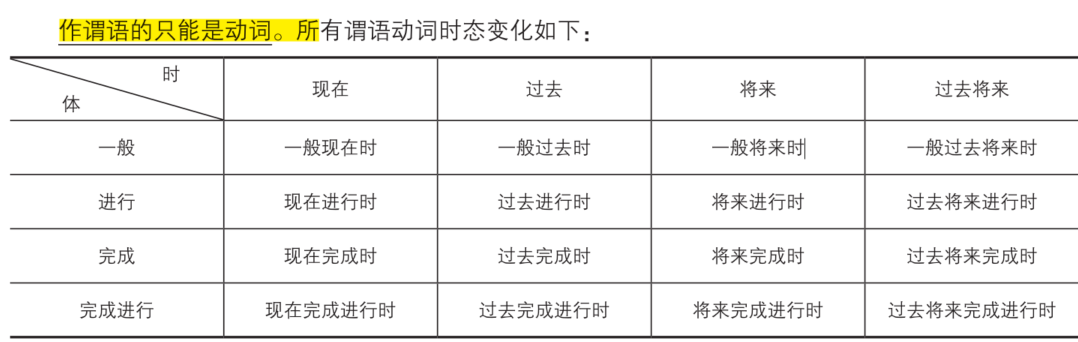 作谓语的只能是动词。所有谓语动词时态变化如下：
时
体
现在 过去 将来 过去将来
一般 一般现在时 一般过去时 一般将来时 一般过去将来时
进行 现在进行时 过去进行时 将来进行时 过去将来进行时
完成 现在完成时 过去完成时 将来完成时 过去将来完成时
完成进行 现在完成进行时 过去完成进行时 将来完成进行时 过去将来完成进行时